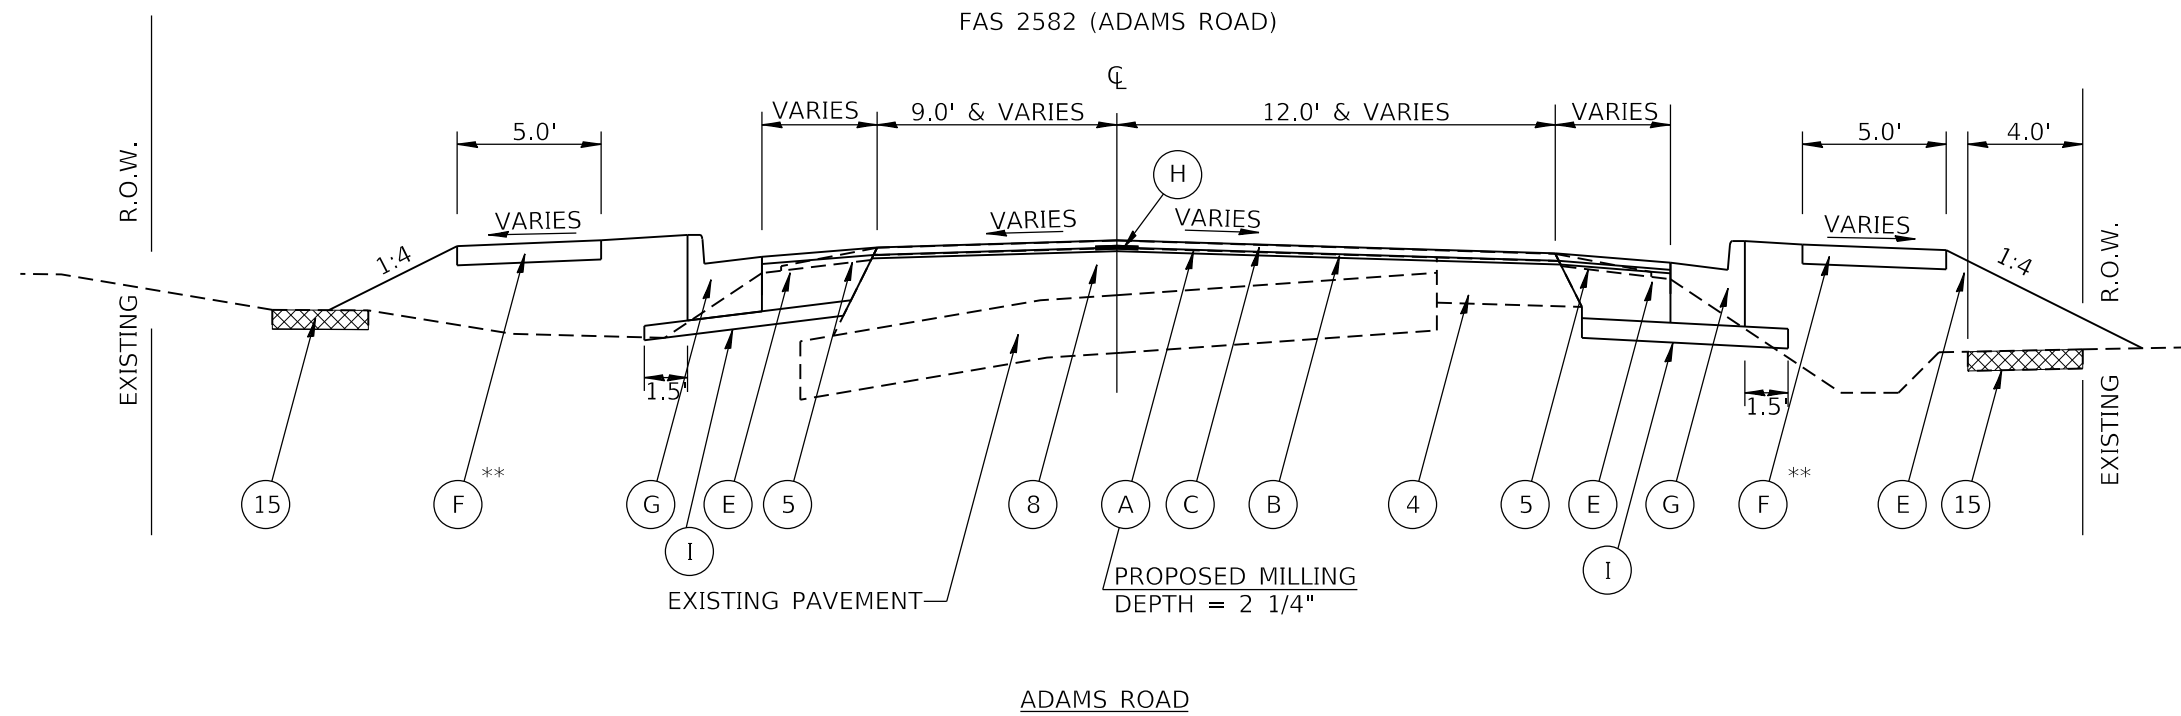 FAS 2582 (ADAMS ROAD)
℄
VARIES
9.0' & VARIES
12.0' & VARIES
VARIES
5.0'
5.0'
4.0'
R.O.W.
EXISTING
H
VARIES
VARIES
VARIES
VARIES
1:4
1:4
R.O.W.
EXISTING
1.5'
1.5'
15
F
**
G
E
5
8
A
C
B
4
5
E
G
F
**
E
15
I
I
EXISTING PAVEMENT
PROPOSED MILLING
DEPTH = 2 1/4"
ADAMS ROAD